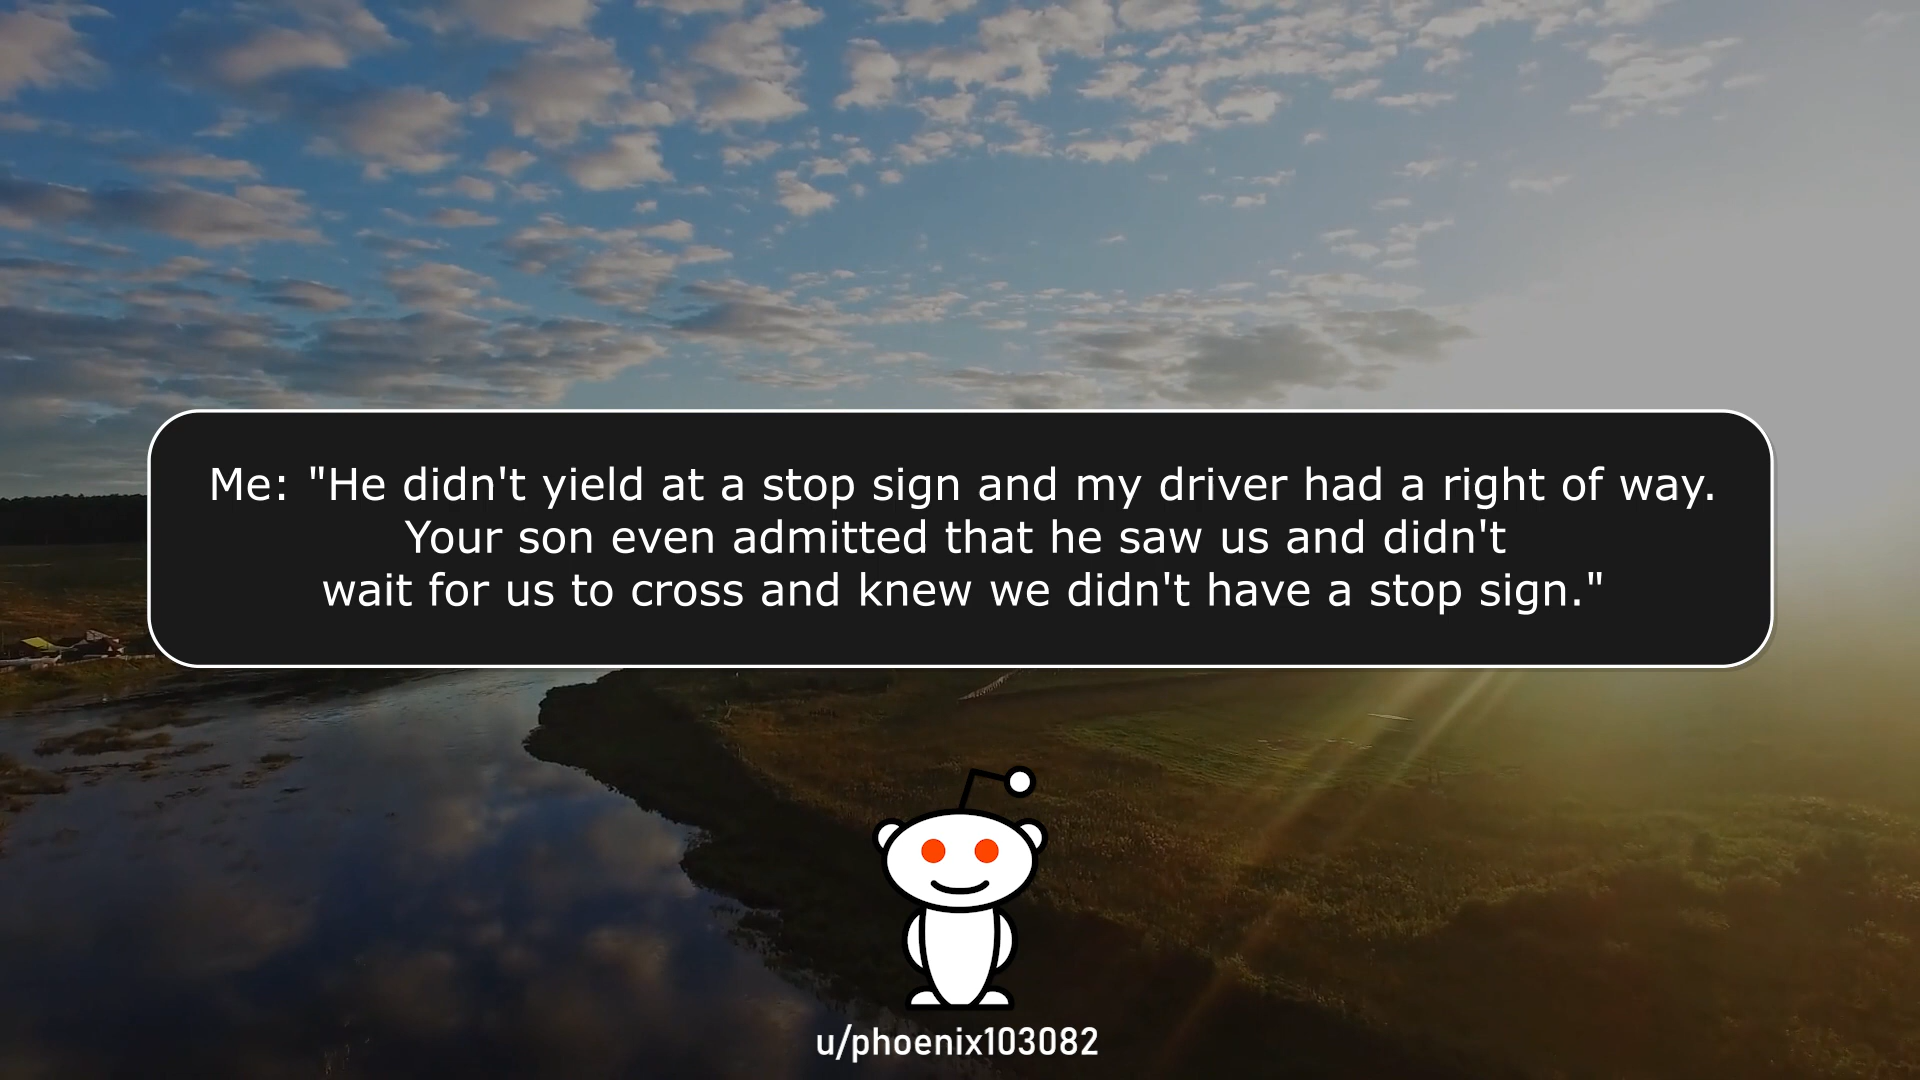 Me: "He didn't yield at a stop sign and my driver had a right of way.
Your son even admitted that he saw us and didn't
wait for us to cross and knew we didn't have a stop sign."
u/phoenix103082